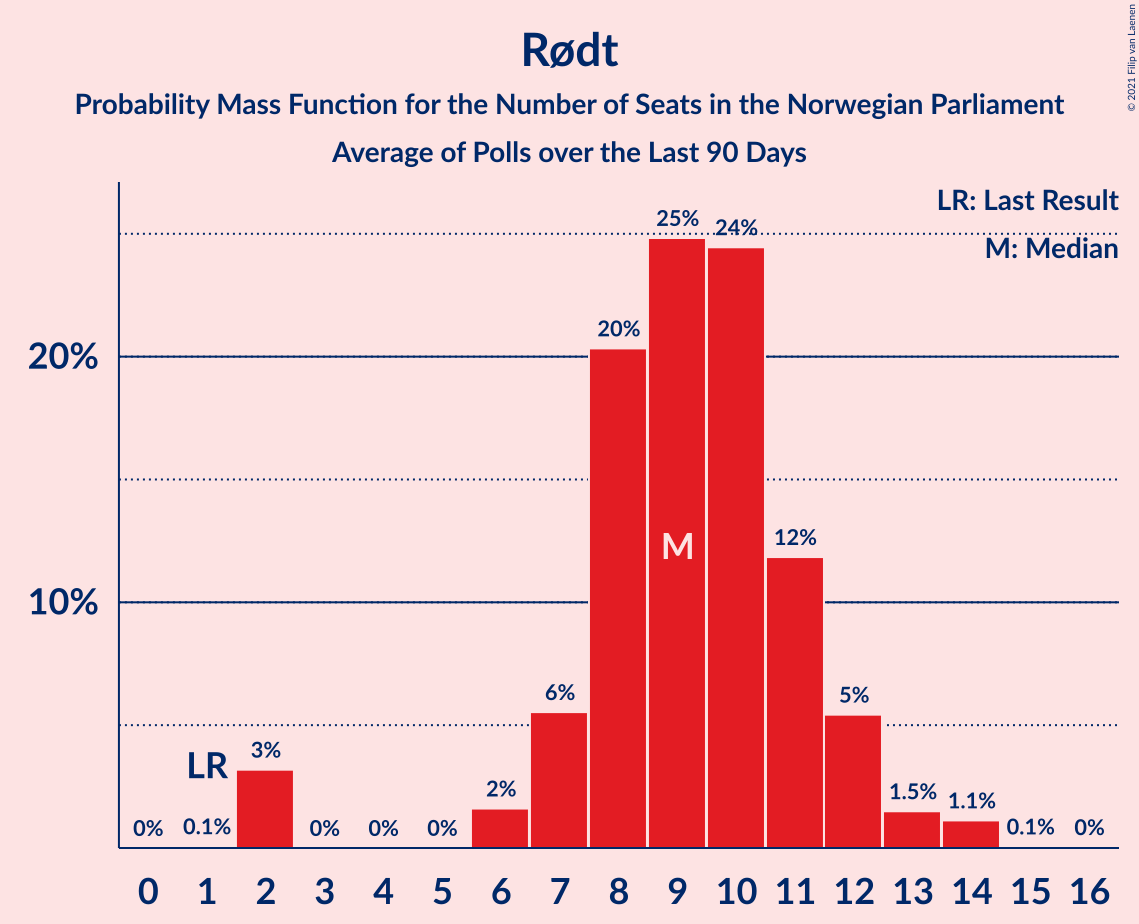 Rødt
Probability Mass Function for the Number of Seats in the Norwegian Parliament
Average of Polls over the Last 90 Days
© 2021 Filip van Laenen
LR: Last Result
M: Median
20%
10%
0%
0.1%
LR
3%
0%
0%
0%
2%
6%
20%
25%
M
24%
12%
5%
1.5%
1.1%
0.1%
0%
0 1 2 3 4 5 6 7 8 9 10 11 12 13 14 15 16